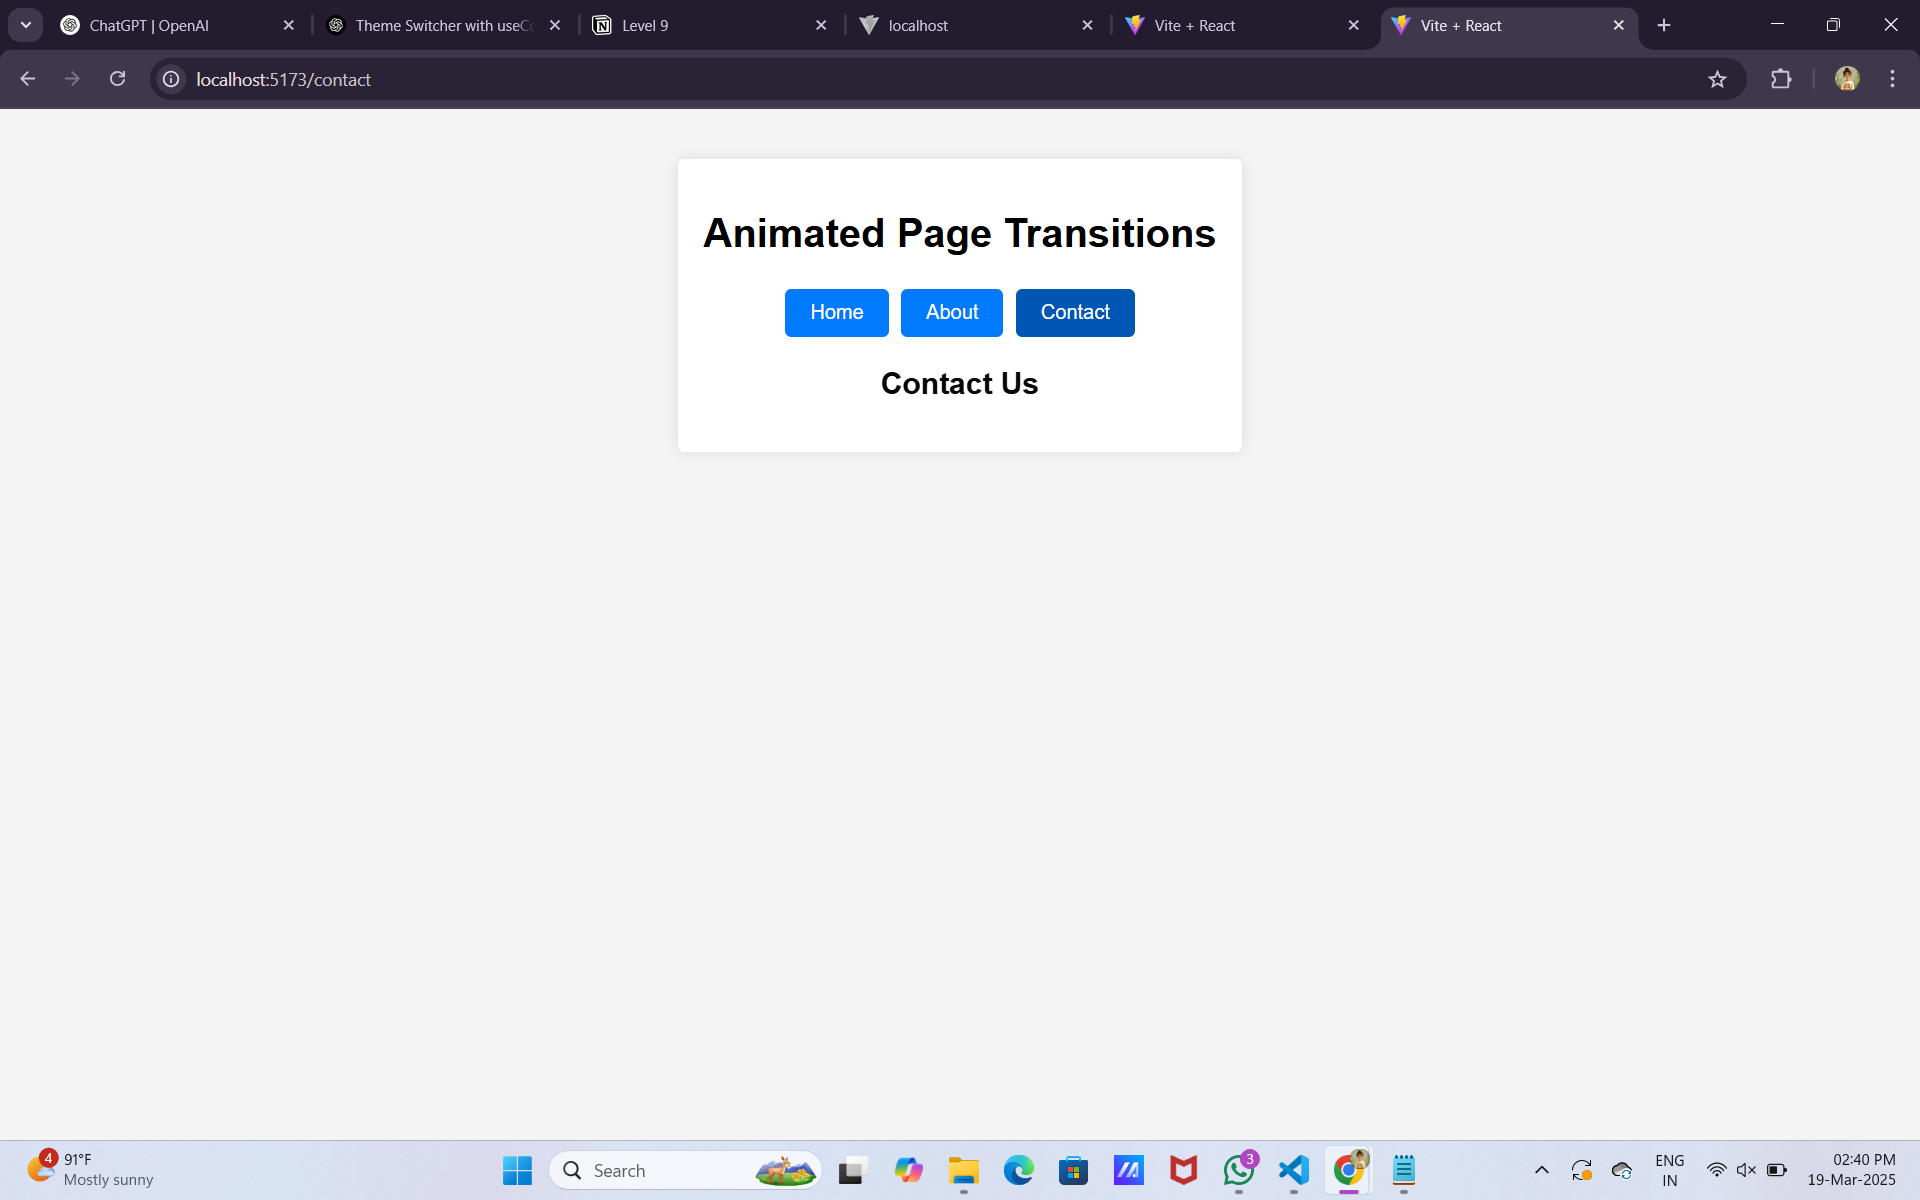 ChatGPT | OpenAI
Theme Switcher with useCo
Level 9
localhost
Vite + React
Vite + React
localhost:5173/contact
Animated Page Transitions
Home About Contact
Contact Us
4
91°F
Mostly sunny
Search
3
ENG
IN
02:40 PM
19-Mar-2025